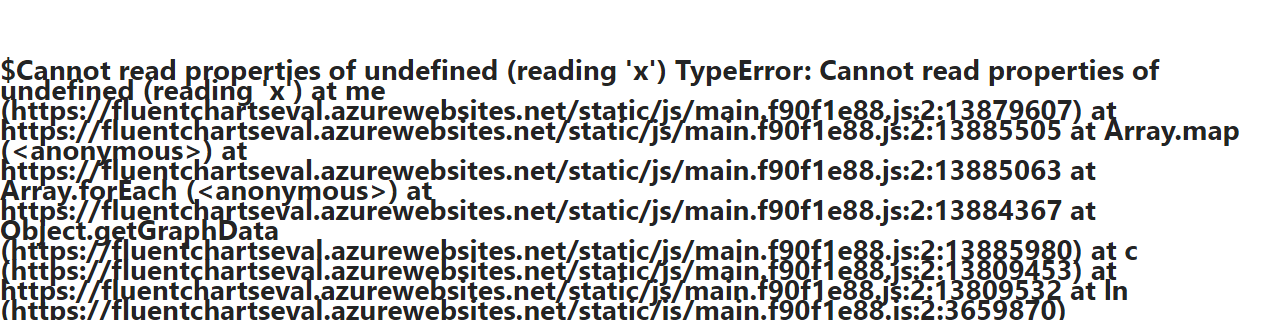 $Cannot read properties of undefined (reading 'x') TypeError: Cannot read properties of
undefined (reading 'x') at me
(https://fluentchartseval.azurewebsites.net/static/js/main.f90f1e88.js:2:13879607) at
https://fluentchartseval.azurewebsites.net/static/js/main.f90f1e88.js:2:13885505 at Array.map
(<anonymous>) at
https://fluentchartseval.azurewebsites.net/static/js/main.f90f1e88.js:2:13885063 at
Array.forEach (<anonymous>) at
https://fluentchartseval.azurewebsites.net/static/js/main.f90f1e88.js:2:13884367 at
Object.getGraphData
(https://fluentchartseval.azurewebsites.net/static/js/main.f90f1e88.js:2:13885980) at c
(https://fluentchartseval.azurewebsites.net/static/js/main.f90f1e88.js:2:13809453) at
https://fluentchartseval.azurewebsites.net/static/js/main.f90f1e88.js:2:13809532 at ln
(https://fluentchartseval.azurewebsites.net/static/js/main.f90f1e88.js:2:3659870)